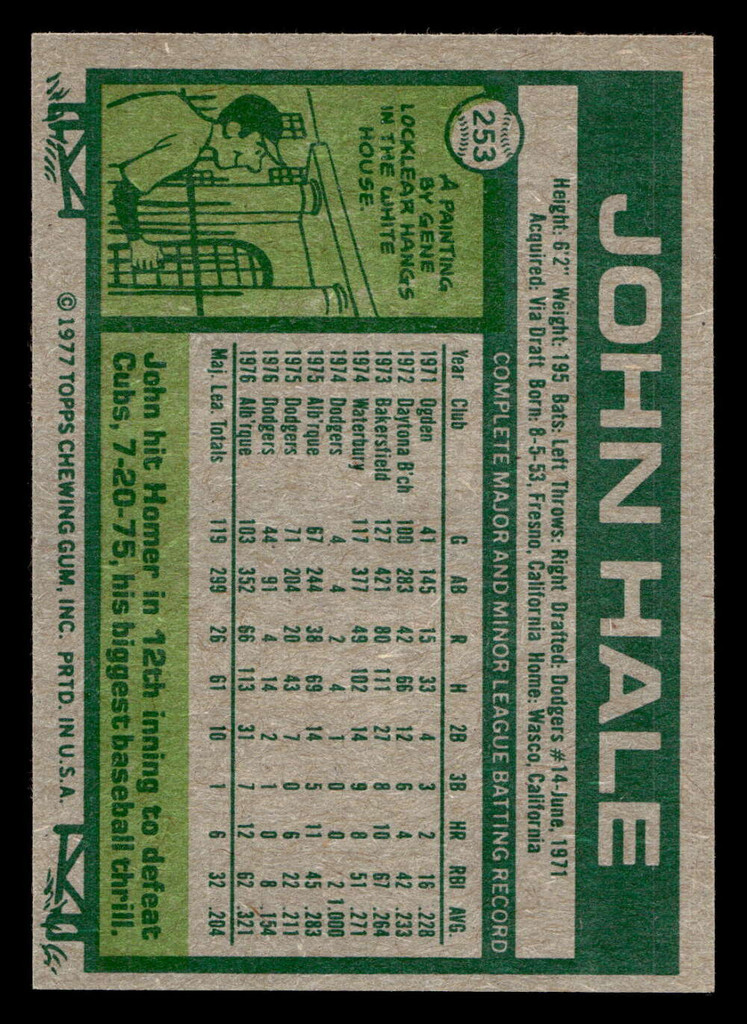 JOHN HALE
Height: 6'2" Weight: 195 Bats: Left Throws: Right Drafted: Dodgers #14-June, 1971
Acquired: Via Draft Born: 8-5-53, Fresno, California Home: Wasco, California
253
COMPLETE MAJOR AND MINOR LEAGUE BATTING RECORD
Year Club G AB R H 2B 3B HR RBI AVG.
1971 Ogden 41 145 15 33 4 3 2 16 .228
1972 Daytona B'ch 100 283 42 66 12 6 4 42 .233
1973 Bakersfield 127 421 80 111 27 8 10 67 .264
1974 Waterbury 117 377 49 102 14 9 8 51 .271
1974 Dodgers 4 4 2 4 1 0 0 2 1.000
1975 Alb'rque 67 244 38 69 14 5 11 45 .283
1975 Dodgers 71 204 20 43 7 0 6 22 .211
1976 Dodgers 44 91 4 14 2 1 0 8 .154
1976 Alb'rque 103 352 66 113 31 7 12 62 .321
Maj. Lea. Totals 119 299 26 61 10 1 6 32 .204
A PAINTING
BY GENE
LOCKLEAR HANGS
IN THE WHITE
HOUSE.
John hit Homer in 12th inning to defeat
Cubs, 7-20-75, his biggest baseball thrill.
© 1977 TOPPS CHEWING GUM, INC. PRTD. IN U.S.A.